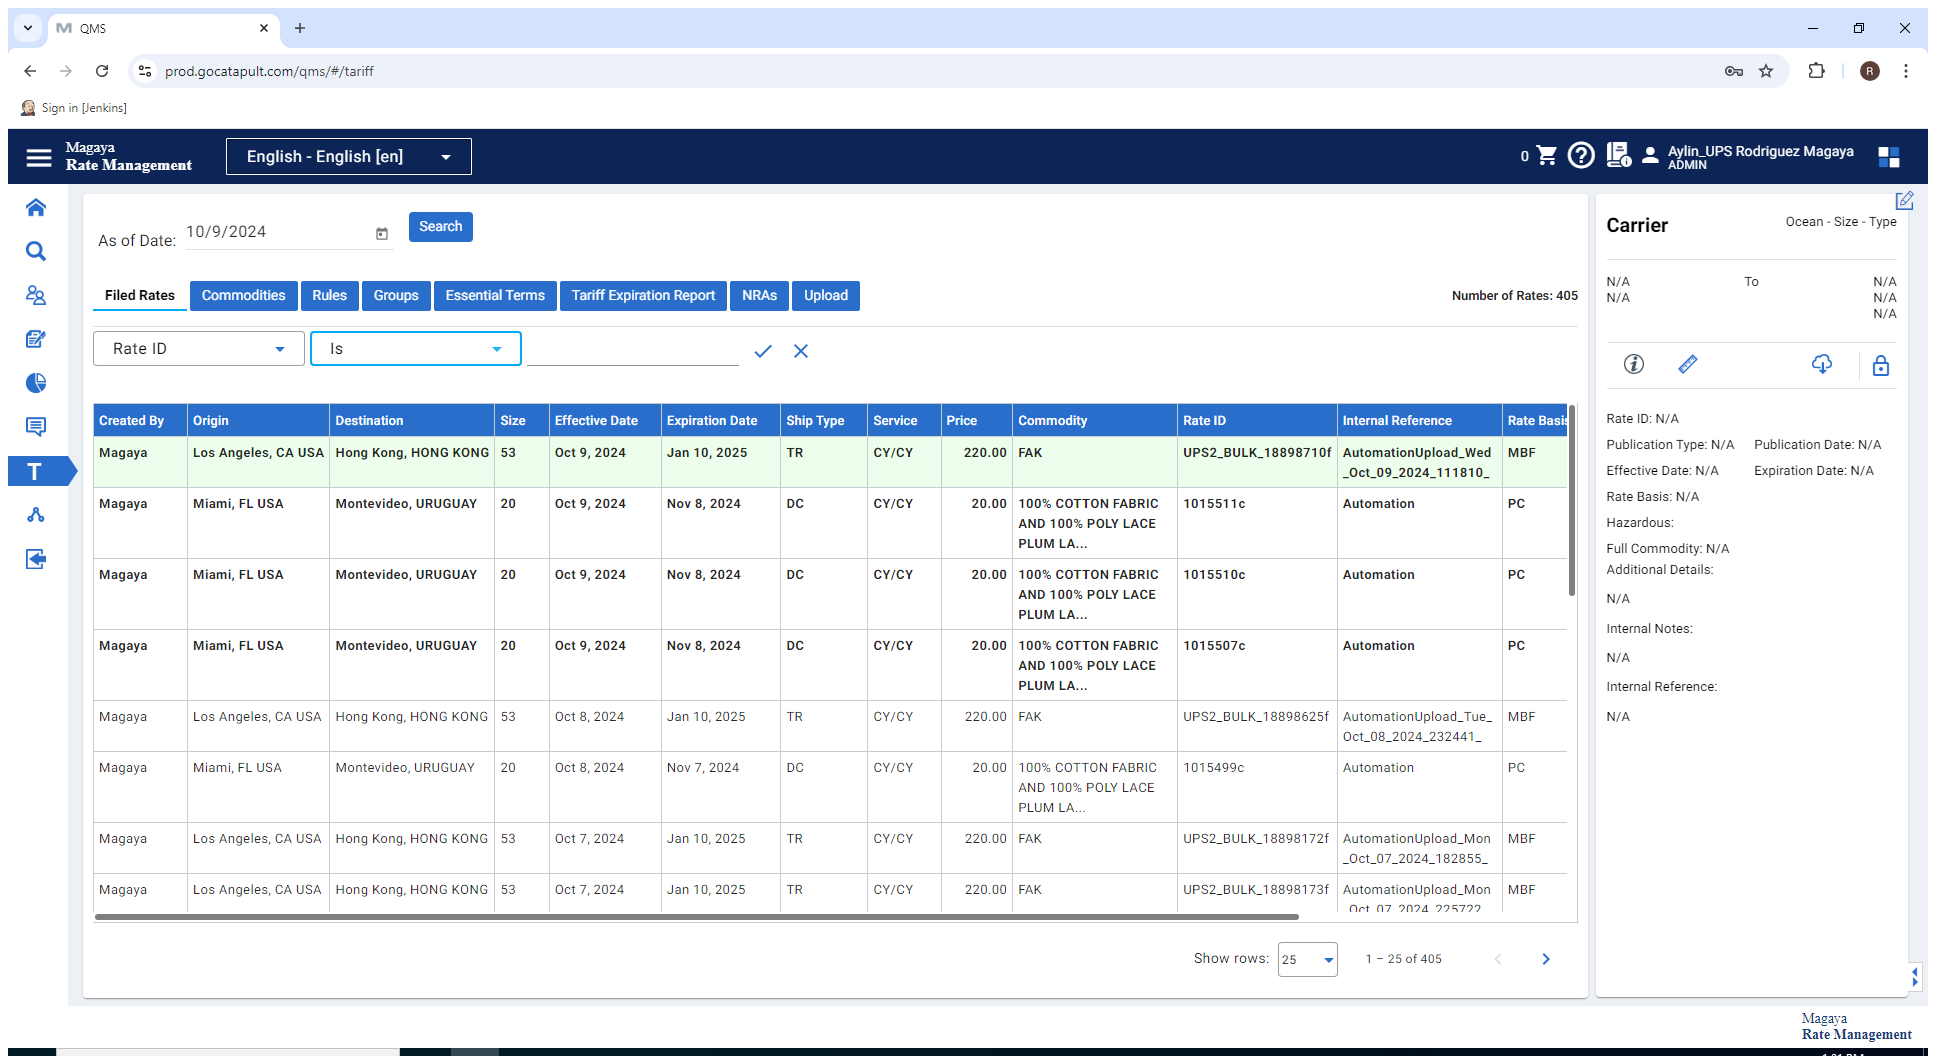 QMS
prod.gocatapult.com/qms/#/tariff
R
Sign in [Jenkins]
Magaya
Rate Management
English - English [en]
0
Aylin_UPS Rodriguez Magaya
ADMIN
As of Date: 10/9/2024
Search
Filed Rates Commodities Rules Groups Essential Terms Tariff Expiration Report NRAs Upload
Number of Rates: 405
Rate ID Is
Created By Origin Destination Size Effective Date Expiration Date Ship Type Service Price Commodity Rate ID Internal Reference Rate Basis
Magaya Los Angeles, CA USA Hong Kong, HONG KONG 53 Oct 9, 2024 Jan 10, 2025 TR CY/CY 220.00 FAK UPS2_BULK_18898710f AutomationUpload_Wed MBF
_Oct_09_2024_111810_
Magaya Miami, FL USA Montevideo, URUGUAY 20 Oct 9, 2024 Nov 8, 2024 DC CY/CY 20.00 100% COTTON FABRIC 1015511c Automation PC
AND 100% POLY LACE
PLUM LA...
Magaya Miami, FL USA Montevideo, URUGUAY 20 Oct 9, 2024 Nov 8, 2024 DC CY/CY 20.00 100% COTTON FABRIC 1015510c Automation PC
AND 100% POLY LACE
PLUM LA...
Magaya Miami, FL USA Montevideo, URUGUAY 20 Oct 9, 2024 Nov 8, 2024 DC CY/CY 20.00 100% COTTON FABRIC 1015507c Automation PC
AND 100% POLY LACE
PLUM LA...
Magaya Los Angeles, CA USA Hong Kong, HONG KONG 53 Oct 8, 2024 Jan 10, 2025 TR CY/CY 220.00 FAK UPS2_BULK_18898625f AutomationUpload_Tue_ MBF
Oct_08_2024_232441_
Magaya Miami, FL USA Montevideo, URUGUAY 20 Oct 8, 2024 Nov 7, 2024 DC CY/CY 20.00 100% COTTON FABRIC 1015499c Automation PC
AND 100% POLY LACE
PLUM LA...
Magaya Los Angeles, CA USA Hong Kong, HONG KONG 53 Oct 7, 2024 Jan 10, 2025 TR CY/CY 220.00 FAK UPS2_BULK_18898172f AutomationUpload_Mon MBF
_Oct_07_2024_182855_
Magaya Los Angeles, CA USA Hong Kong, HONG KONG 53 Oct 7, 2024 Jan 10, 2025 TR CY/CY 220.00 FAK UPS2_BULK_18898173f AutomationUpload_Mon MBF
_Oct_07_2024_225722_
Show rows: 25 1 – 25 of 405
T
Carrier Ocean - Size - Type
N/A To N/A
N/A N/A
N/A
Rate ID: N/A
Publication Type: N/A Publication Date: N/A
Effective Date: N/A Expiration Date: N/A
Rate Basis: N/A
Hazardous:
Full Commodity: N/A
Additional Details:
N/A
Internal Notes:
N/A
Internal Reference:
N/A
Magaya
Rate Management